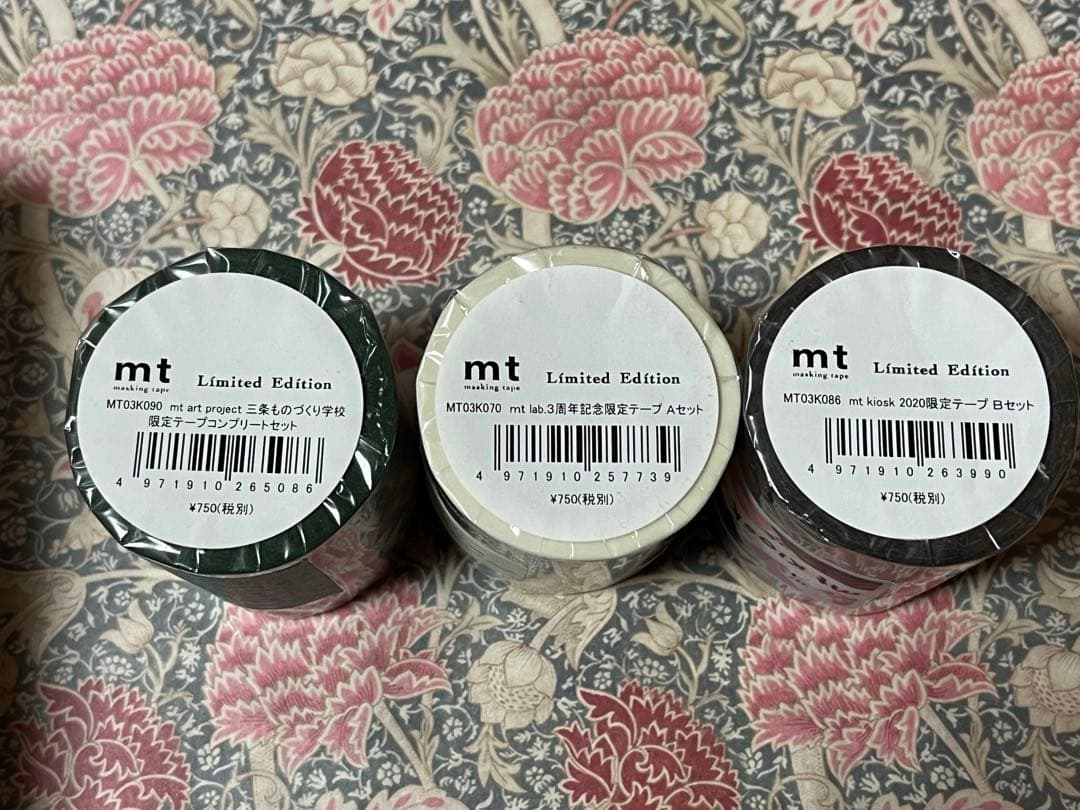 mt
masking tape
Limited Edition
MT03K090 mt art project 三条ものづくり学校
限定テープコンプリートセット
4 971910 265086
¥750(税別)
mt
masking tape
Limited Edition
MT03K070 mt lab.3周年記念限定テープ Aセット
4 971910 257739
¥750(税別)
mt
masking tape
Limited Edition
MT03K086 mt kiosk 2020限定テープ Bセット
4 971910 263990
¥750(税別)